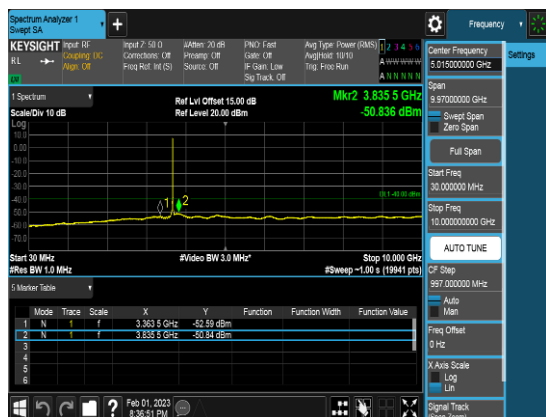 Spectrum Analyzer 1
Swept SA
Frequency
KEYSIGHT
RL
Input: RF
Coupling: DC
Align: Off
Input Z: 50 Ω
Corrections: Off
Freq Ref: Int (S)
#Atten: 20 dB
Preamp: Off
Source: Off
PNO: Fast
Gate: Off
IF Gain: Low
Sig Track: Off
Avg Type: Power (RMS)
Avg|Hold: 10/10
Trig: Free Run
1 2 3 4 5 6
A W W W W W
A N N N N N
1 Spectrum
Scale/Div 10 dB
Log
Ref Lvl Offset 15.00 dB
Ref Level 20.00 dBm
Mkr2 3.835 5 GHz
-50.836 dBm
10.0
0.00
-10.0
-20.0
-30.0
-40.0
-50.0
-60.0
-70.0
DL1 -40.00 dBm
1
2
Start 30 MHz
#Res BW 1.0 MHz
#Video BW 3.0 MHz*
Stop 10.000 GHz
#Sweep ~1.00 s (19941 pts)
5 Marker Table
Mode Trace Scale X Y Function Function Width Function Value
1 N 1 f 3.363 5 GHz -52.59 dBm
2 N 1 f 3.835 5 GHz -50.84 dBm
3
4
5
6
Feb 01, 2023
8:36:51 PM
Center Frequency
5.015000000 GHz
Settings
Span
9.97000000 GHz
Swept Span
Zero Span
Full Span
Start Freq
30.000000 MHz
Stop Freq
10.000000000 GHz
AUTO TUNE
CF Step
997.000000 MHz
Auto
Man
Freq Offset
0 Hz
X Axis Scale
Log
Lin
Signal Track
(Span Zoom)